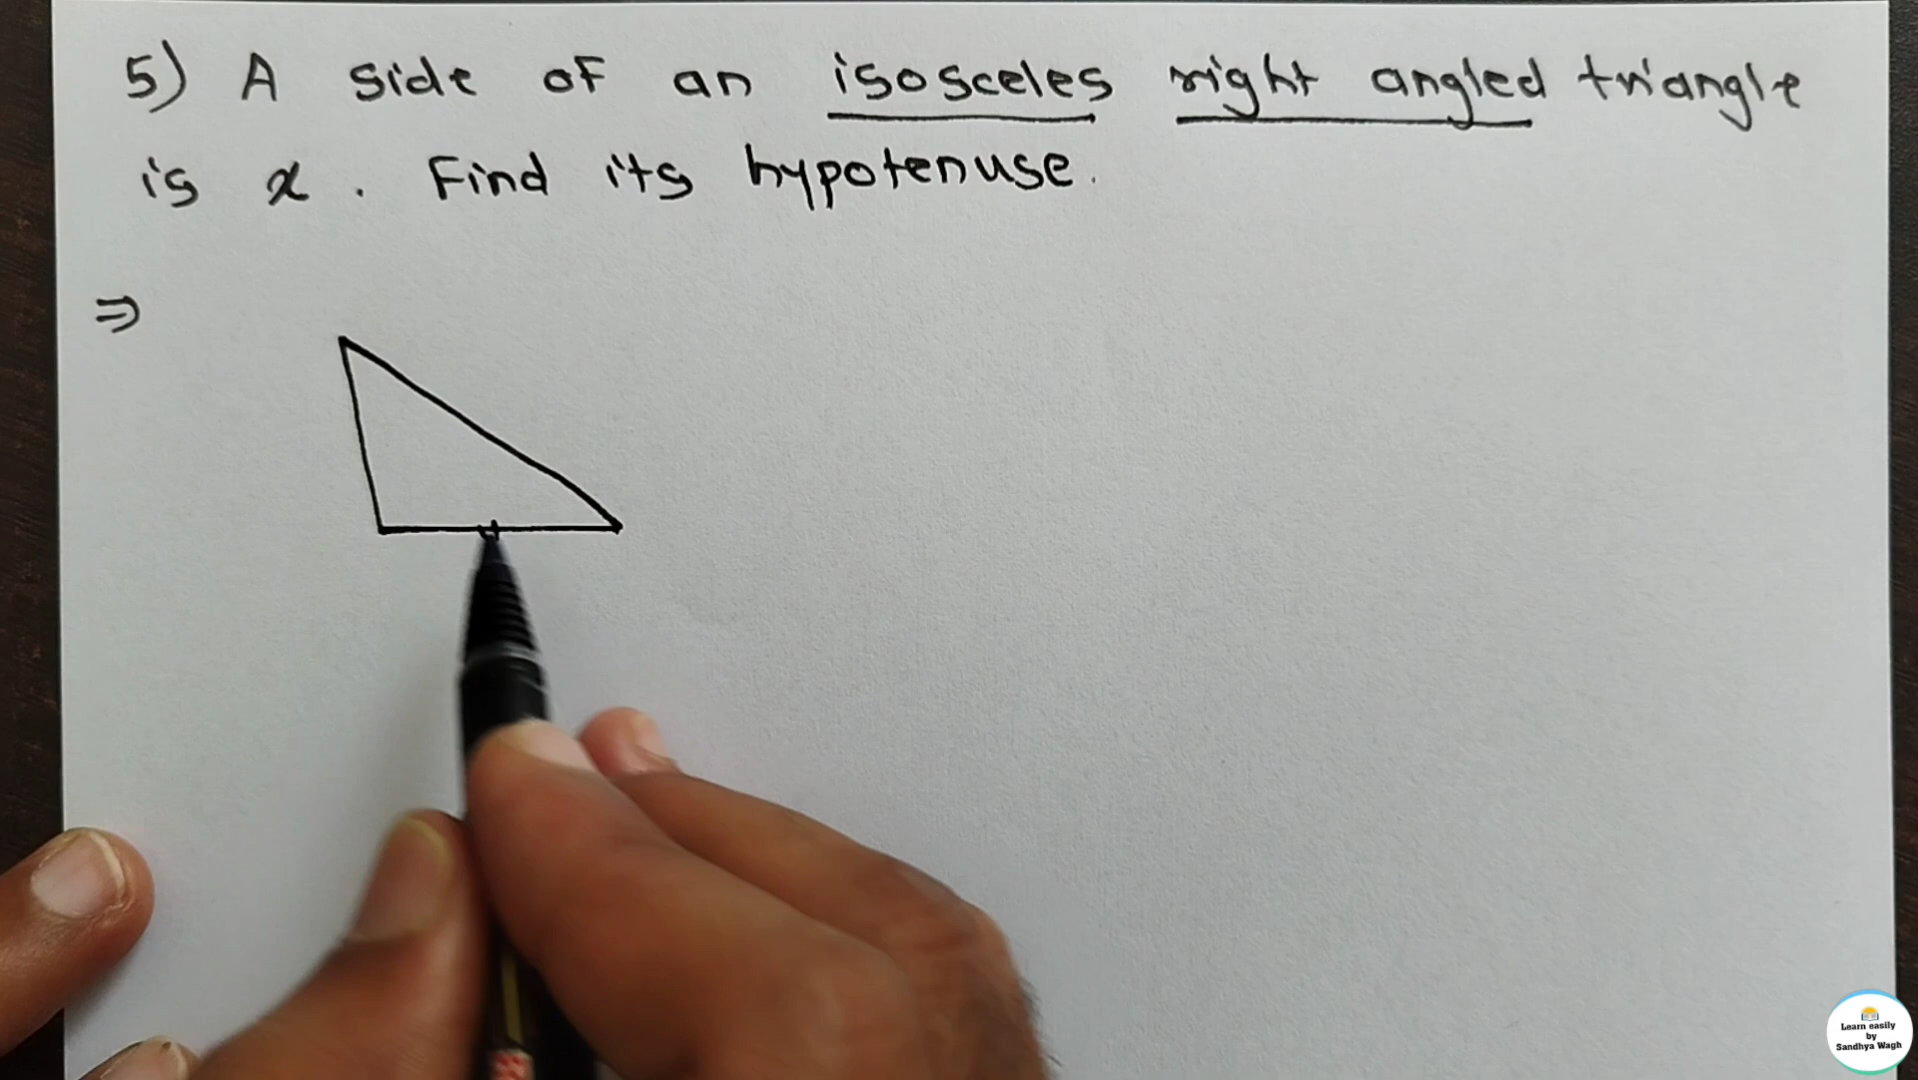 5) A side of an isosceles right angled triangle
is x. Find its hypotenuse.
⇒
Learn easily
by
Sandhya Wagh